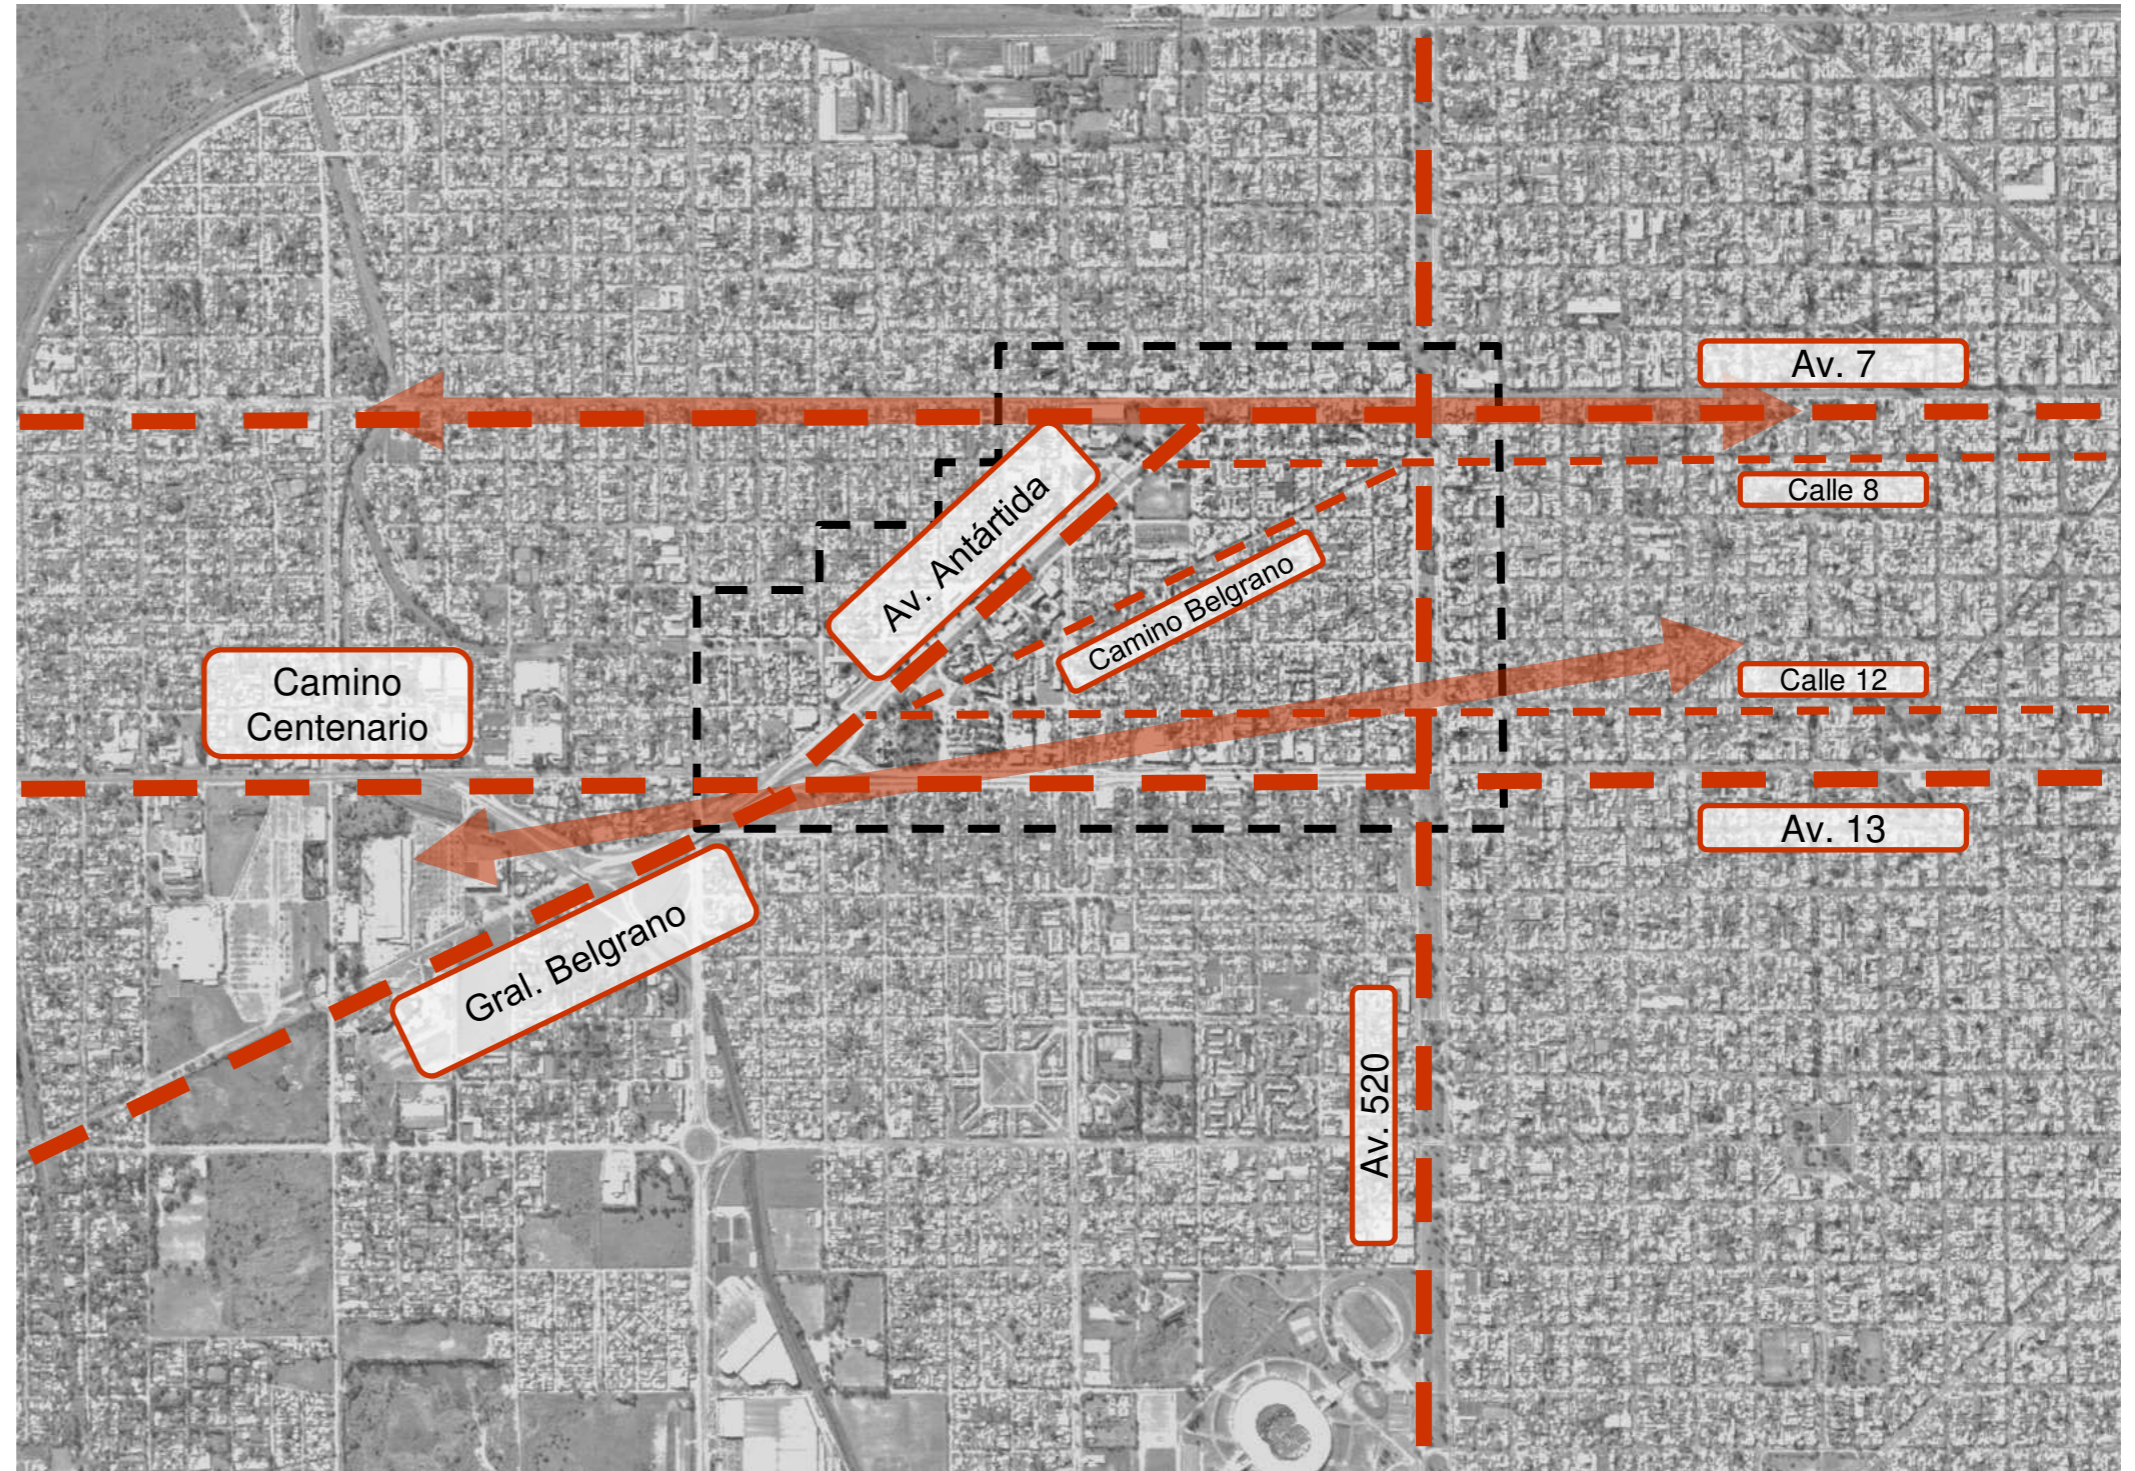 Av. 7
Calle 8
Av. Antártida
Camino Belgrano
Camino
Centenario
Calle 12
Av. 13
Gral. Belgrano
Av. 520